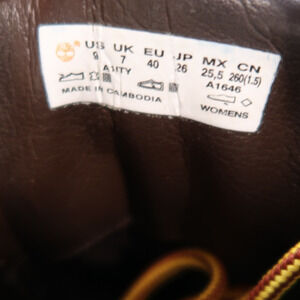 US UK EU JP MX CN
9 7 40 26 25,5 260(1.5)
A1ITY A1646
MADE IN CAMBODIA
WOMENS